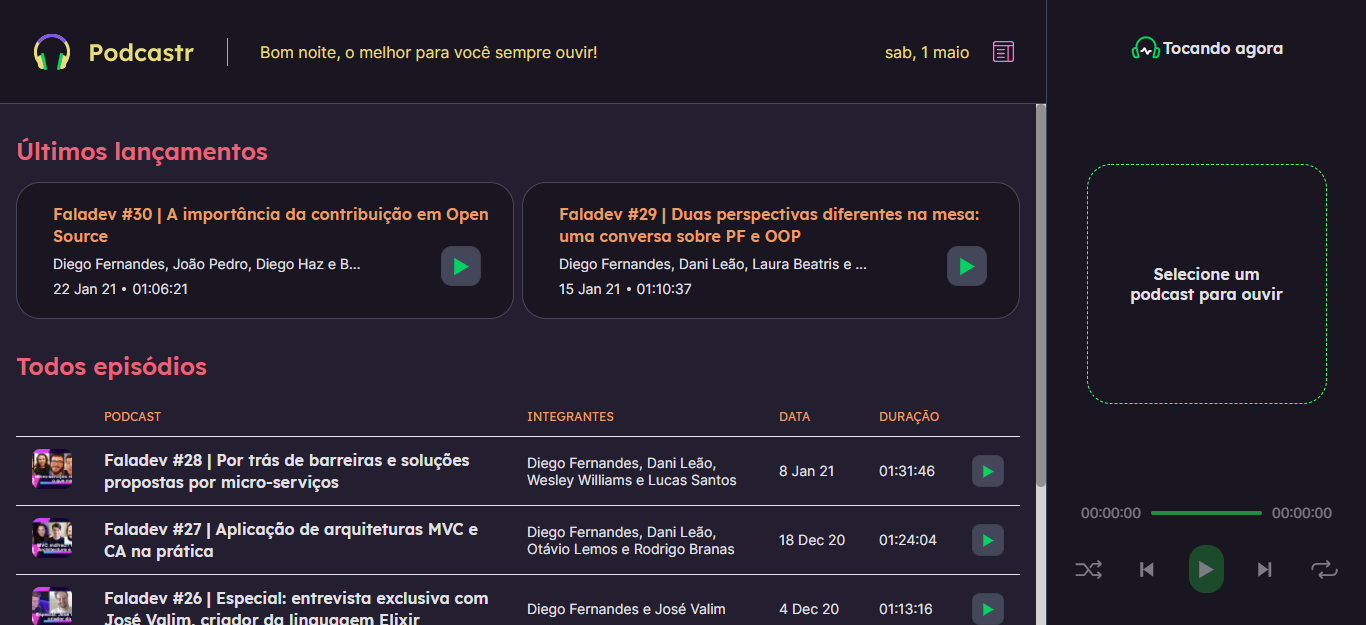 Podcastr
Bom noite, o melhor para você sempre ouvir!
sab, 1 maio
Últimos lançamentos
Faladev #30 | A importância da contribuição em Open
Source
Diego Fernandes, João Pedro, Diego Haz e B...
22 Jan 21 • 01:06:21
Faladev #29 | Duas perspectivas diferentes na mesa:
uma conversa sobre PF e OOP
Diego Fernandes, Dani Leão, Laura Beatris e ...
15 Jan 21 • 01:10:37
Todos episódios
PODCAST INTEGRANTES DATA DURAÇÃO
Faladev #28 | Por trás de barreiras e soluções
propostas por micro-serviços
Diego Fernandes, Dani Leão,
Wesley Williams e Lucas Santos
8 Jan 21
01:31:46
Faladev #27 | Aplicação de arquiteturas MVC e
CA na prática
Diego Fernandes, Dani Leão,
Otávio Lemos e Rodrigo Branas
18 Dec 20
01:24:04
Faladev #26 | Especial: entrevista exclusiva com
José Valim, criador da linguagem Elixir
Diego Fernandes e José Valim
4 Dec 20
01:13:16
Tocando agora
Selecione um
podcast para ouvir
00:00:00
00:00:00